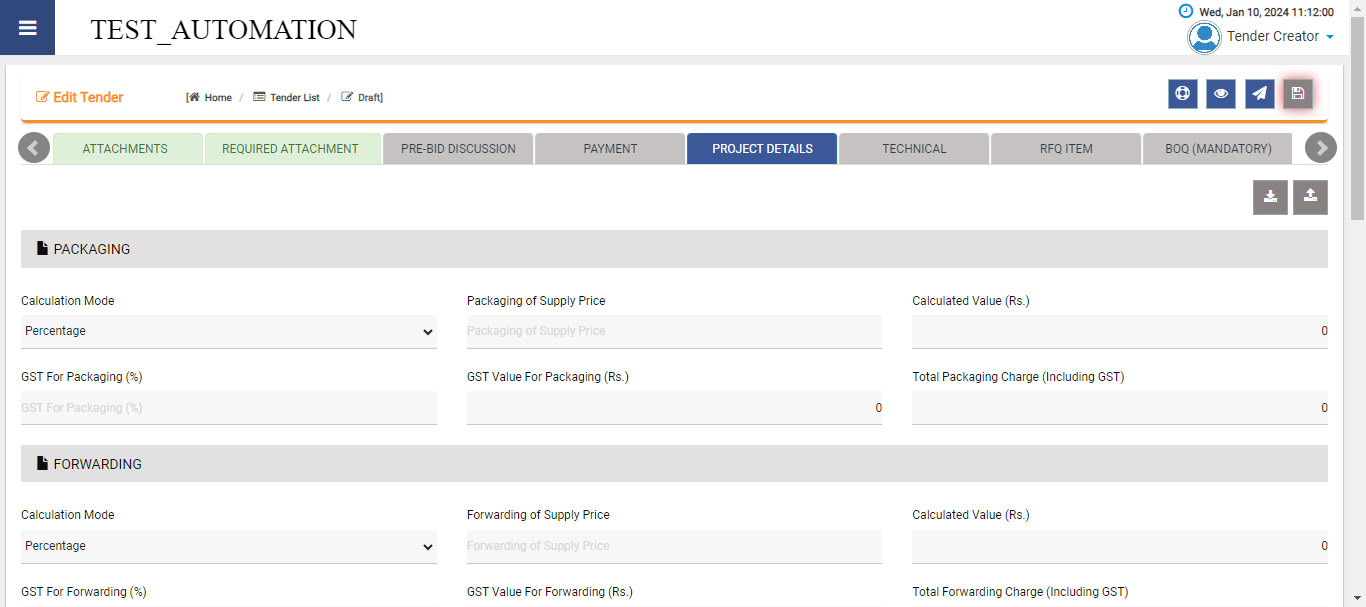 TEST_AUTOMATION
Wed, Jan 10, 2024 11:12:00
Tender Creator
Edit Tender
[Home / Tender List / Draft]
ATTACHMENTS REQUIRED ATTACHMENT PRE-BID DISCUSSION PAYMENT PROJECT DETAILS TECHNICAL RFQ ITEM BOQ (MANDATORY)
PACKAGING
Calculation Mode Packaging of Supply Price Calculated Value (Rs.)
Percentage Packaging of Supply Price 0
GST For Packaging (%) GST Value For Packaging (Rs.) Total Packaging Charge (Including GST)
GST For Packaging (%) 0 0
FORWARDING
Calculation Mode Forwarding of Supply Price Calculated Value (Rs.)
Percentage Forwarding of Supply Price 0
GST For Forwarding (%) GST Value For Forwarding (Rs.) Total Forwarding Charge (Including GST)